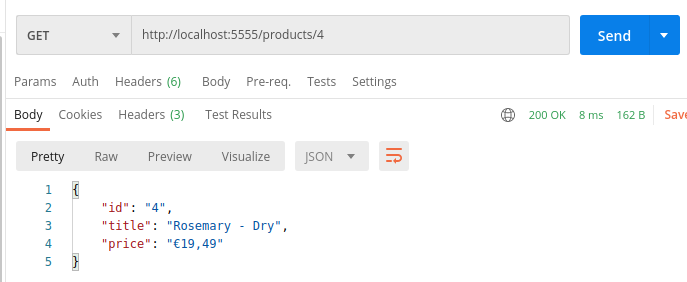 GET http://localhost:5555/products/4 Send
Params Auth Headers (6) Body Pre-req. Tests Settings
Body Cookies Headers (3) Test Results 200 OK 8 ms 162 B Save
Pretty Raw Preview Visualize JSON
1 {
2 "id": "4",
3 "title": "Rosemary - Dry",
4 "price": "€19,49"
5 }